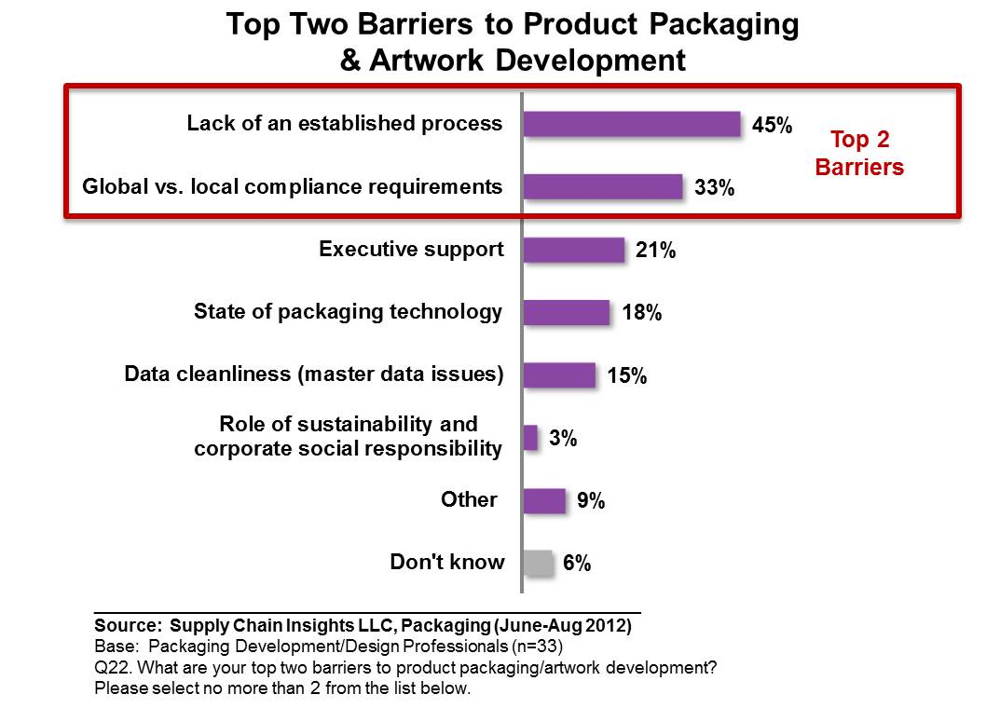 Top Two Barriers to Product Packaging
& Artwork Development
Lack of an established process 45%
Top 2
Barriers
Global vs. local compliance requirements 33%
Executive support 21%
State of packaging technology 18%
Data cleanliness (master data issues) 15%
Role of sustainability and
corporate social responsibility 3%
Other 9%
Don't know 6%
Source: Supply Chain Insights LLC, Packaging (June-Aug 2012)
Base: Packaging Development/Design Professionals (n=33)
Q22. What are your top two barriers to product packaging/artwork development?
Please select no more than 2 from the list below.